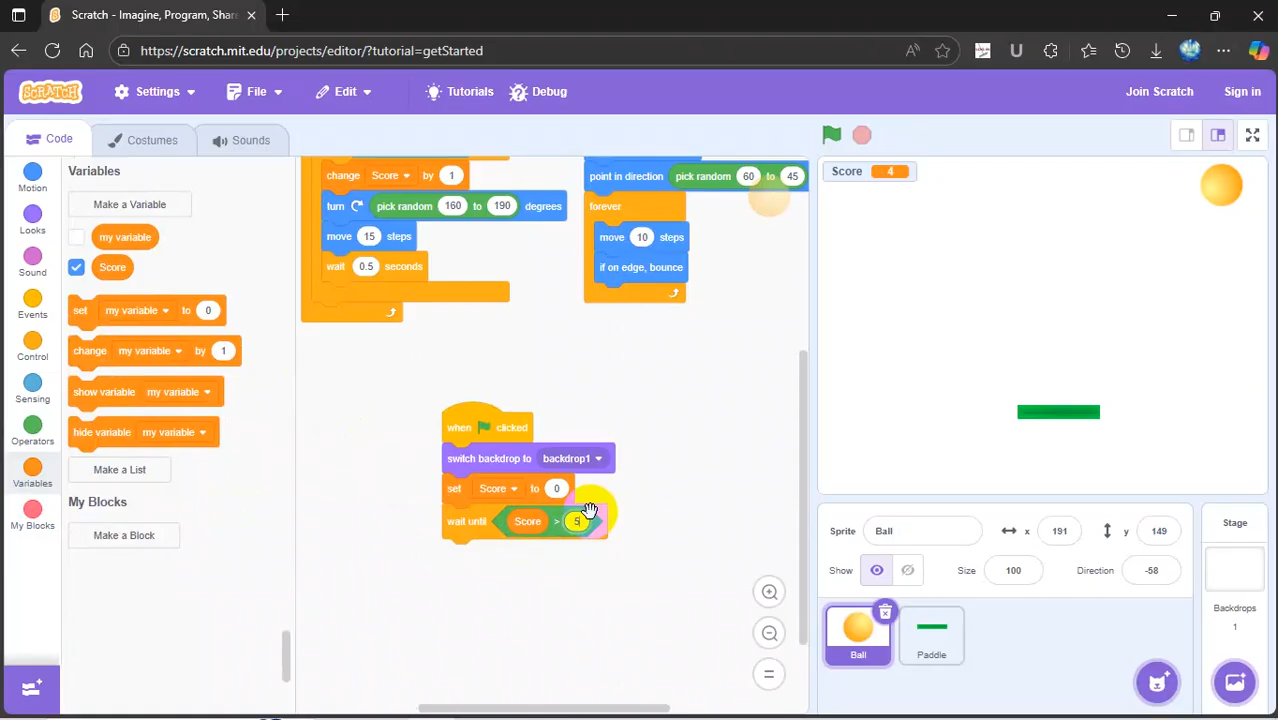 Scratch - Imagine, Program, Shar
https://scratch.mit.edu/projects/editor/?tutorial=getStarted
SCRATCH
Settings
File
Edit
Tutorials
Debug
Join Scratch
Sign in
Code
Costumes
Sounds
Motion
Looks
Sound
Events
Control
Sensing
Operators
Variables
My Blocks
Variables
Make a Variable
my variable
Score
set my variable to 0
change my variable by 1
show variable my variable
hide variable my variable
Make a List
My Blocks
Make a Block
change Score by 1
turn pick random 160 to 190 degrees
move 15 steps
wait 0.5 seconds
point in direction pick random 60 to 45
forever
move 10 steps
if on edge, bounce
when clicked
switch backdrop to backdrop1
set Score to 0
wait until Score > 5
Score 4
Sprite Ball x 191 y 149
Show Size 100 Direction -58
Ball
Paddle
Stage
Backdrops
1